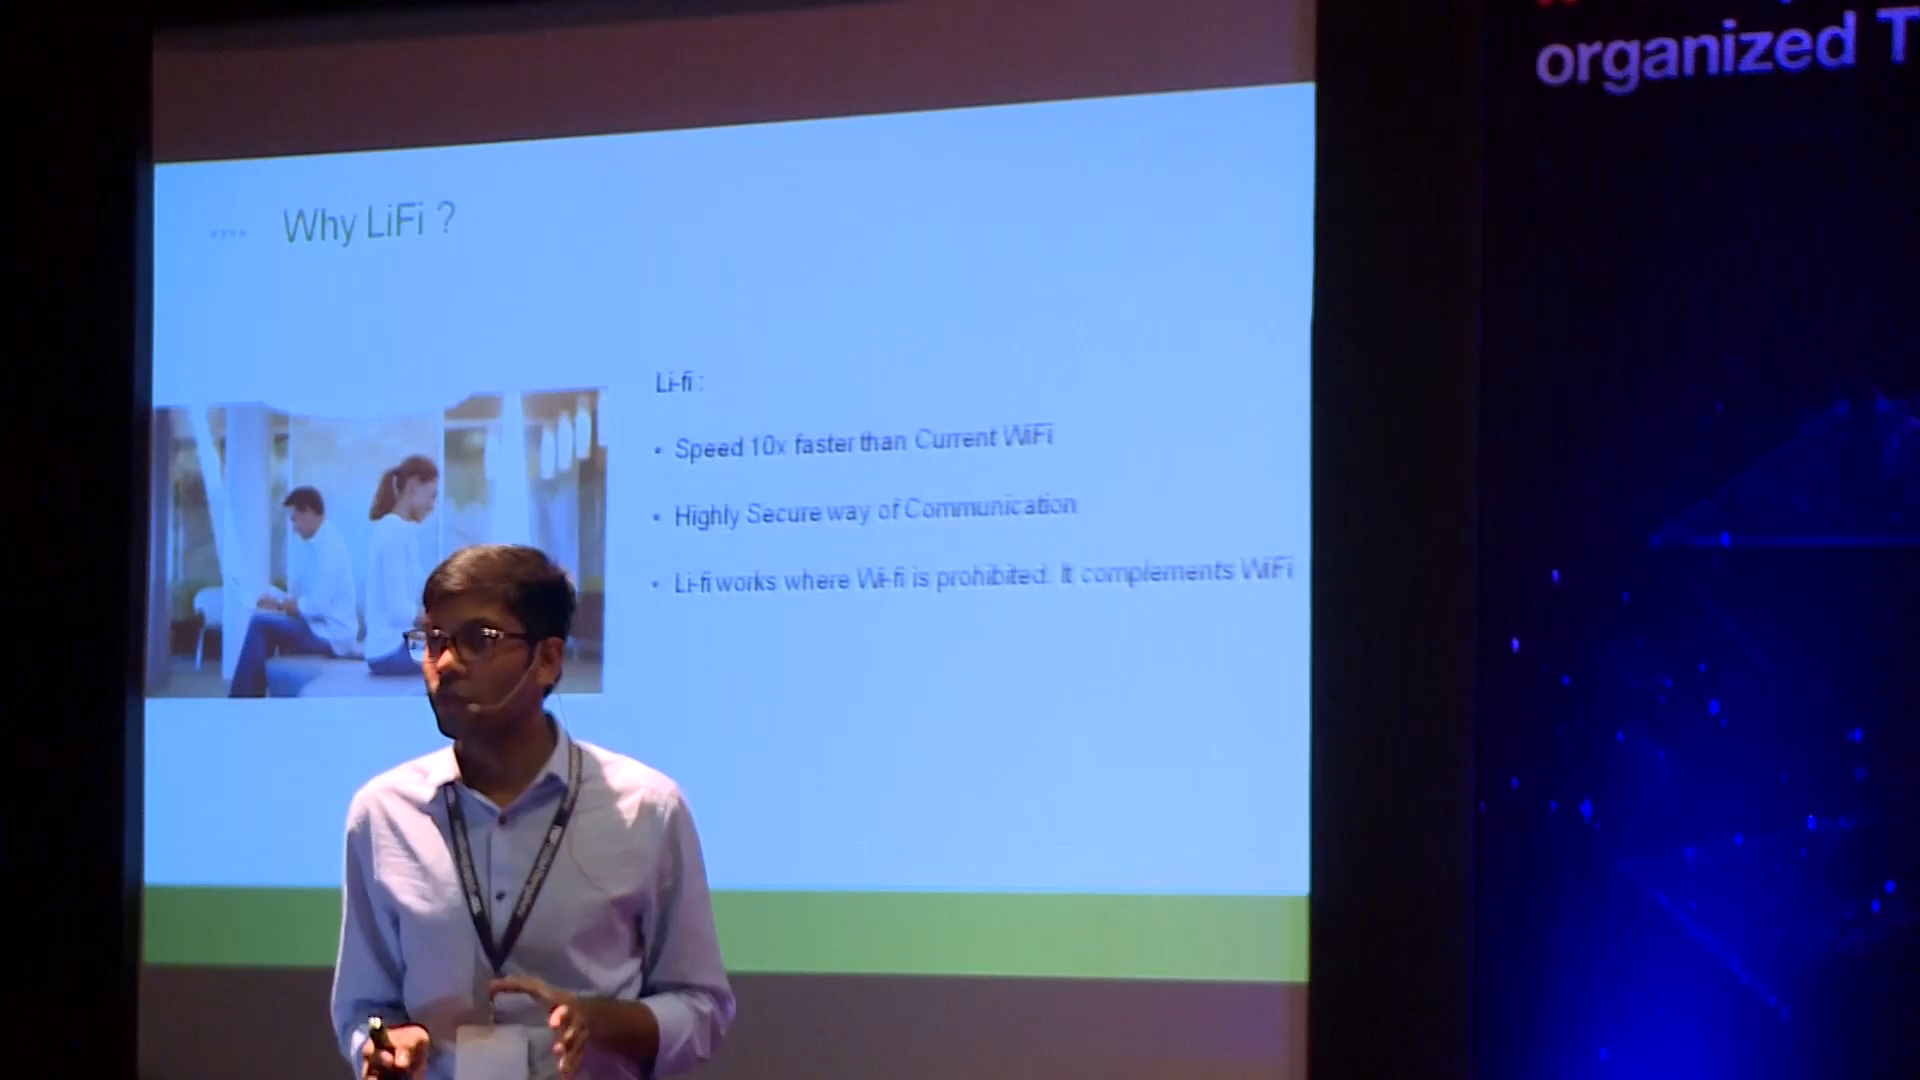 organized T
Why LiFi ?
Li-fi :
• Speed 10x faster than Current WiFi
• Highly Secure way of Communication
• Li-fi works where Wi-fi is prohibited. It complements WiFi